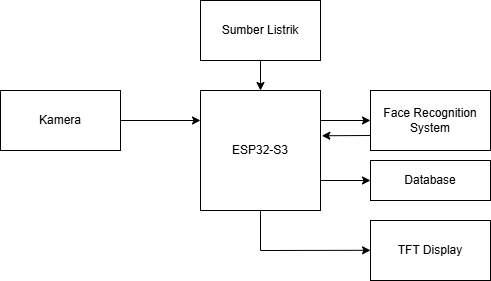 Sumber Listrik
Kamera
ESP32-S3
Face Recognition
System
Database
TFT Display